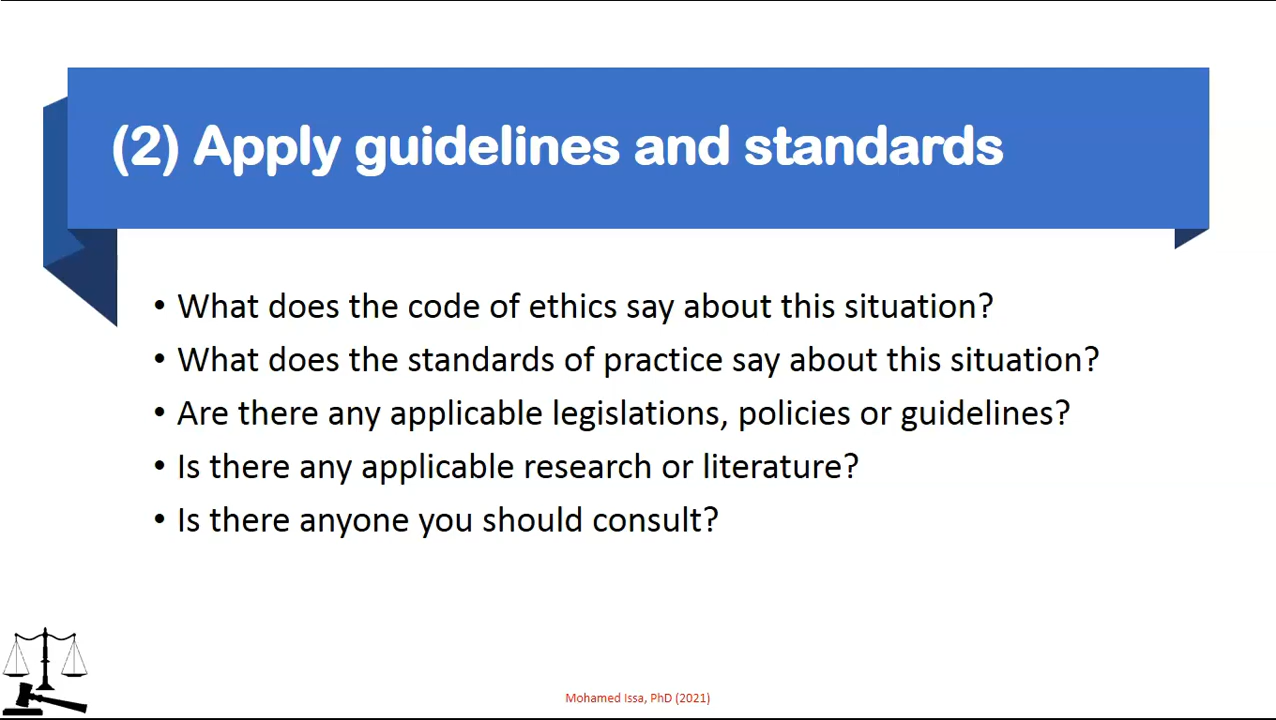 (2) Apply guidelines and standards
• What does the code of ethics say about this situation?
• What does the standards of practice say about this situation?
• Are there any applicable legislations, policies or guidelines?
• Is there any applicable research or literature?
• Is there anyone you should consult?
Mohamed Issa, PhD (2021)